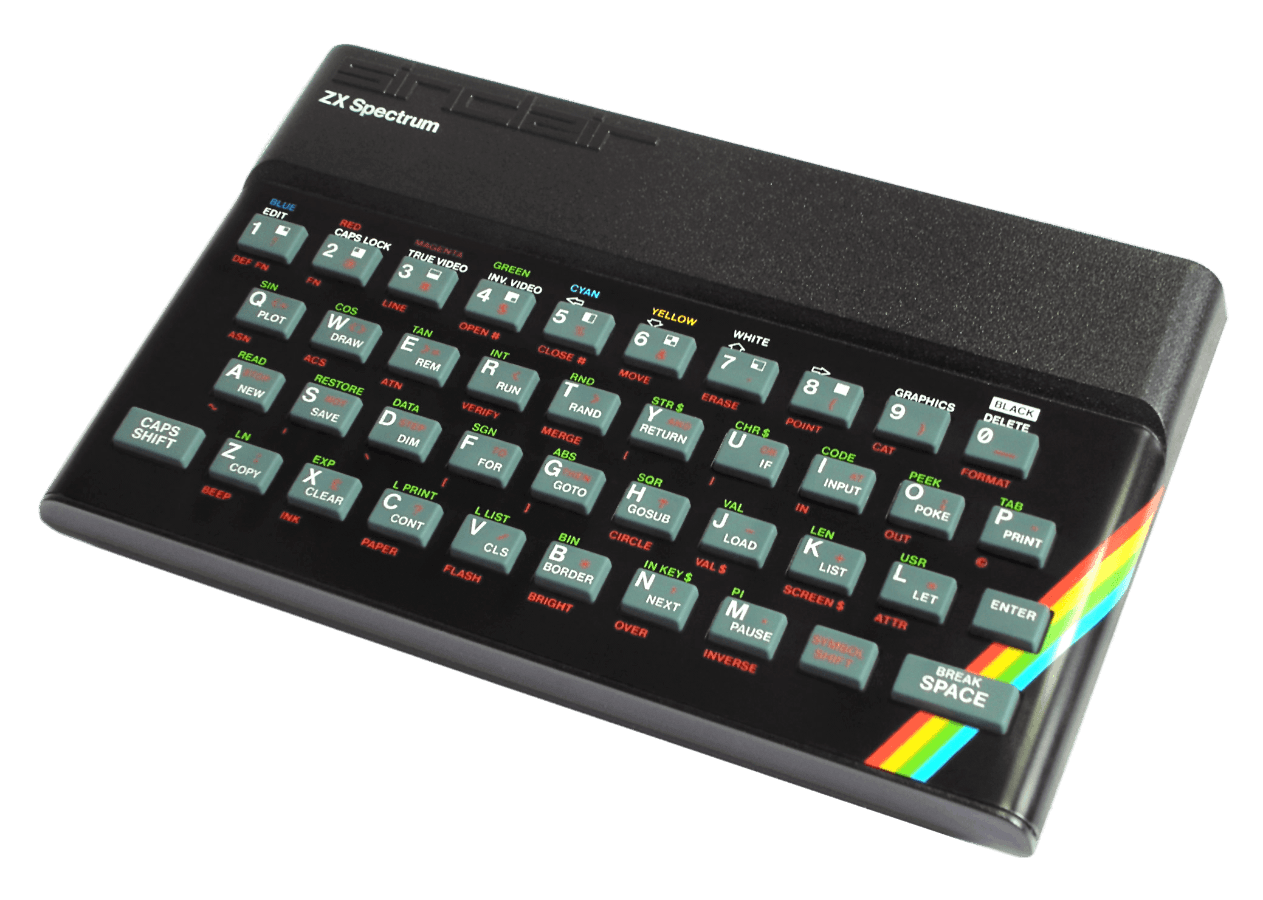 sinclair
ZX Spectrum
BLUE RED MAGENTA GREEN CYAN YELLOW WHITE BLACK
EDIT CAPS LOCK TRUE VIDEO INV. VIDEO GRAPHICS DELETE
1 2 3 4 5 6 7 8 9 0
DEF FN FN LINE OPEN # CLOSE # MOVE ERASE POINT CAT FORMAT
SIN COS TAN INT RND STR $ CHR $ CODE PEEK TAB
Q W E R T Y U I O P
PLOT DRAW REM RUN RAND RETURN IF INPUT POKE PRINT
ASN ACS ATN VERIFY MERGE [ ] IN OUT ©
READ RESTORE DATA SGN ABS SQR VAL LEN USR
A S D F G H J K L ENTER
NEW SAVE DIM FOR GOTO GOSUB LOAD LIST LET
~ | \ { } CIRCLE VAL $ SCREEN $ ATTR
LN EXP L PRINT L LIST BIN IN KEY $ PI
CAPS SHIFT Z X C V B N M SYMBOL SHIFT BREAK SPACE
COPY CLEAR CONT CLS BORDER NEXT PAUSE
BEEP INK PAPER FLASH BRIGHT OVER INVERSE